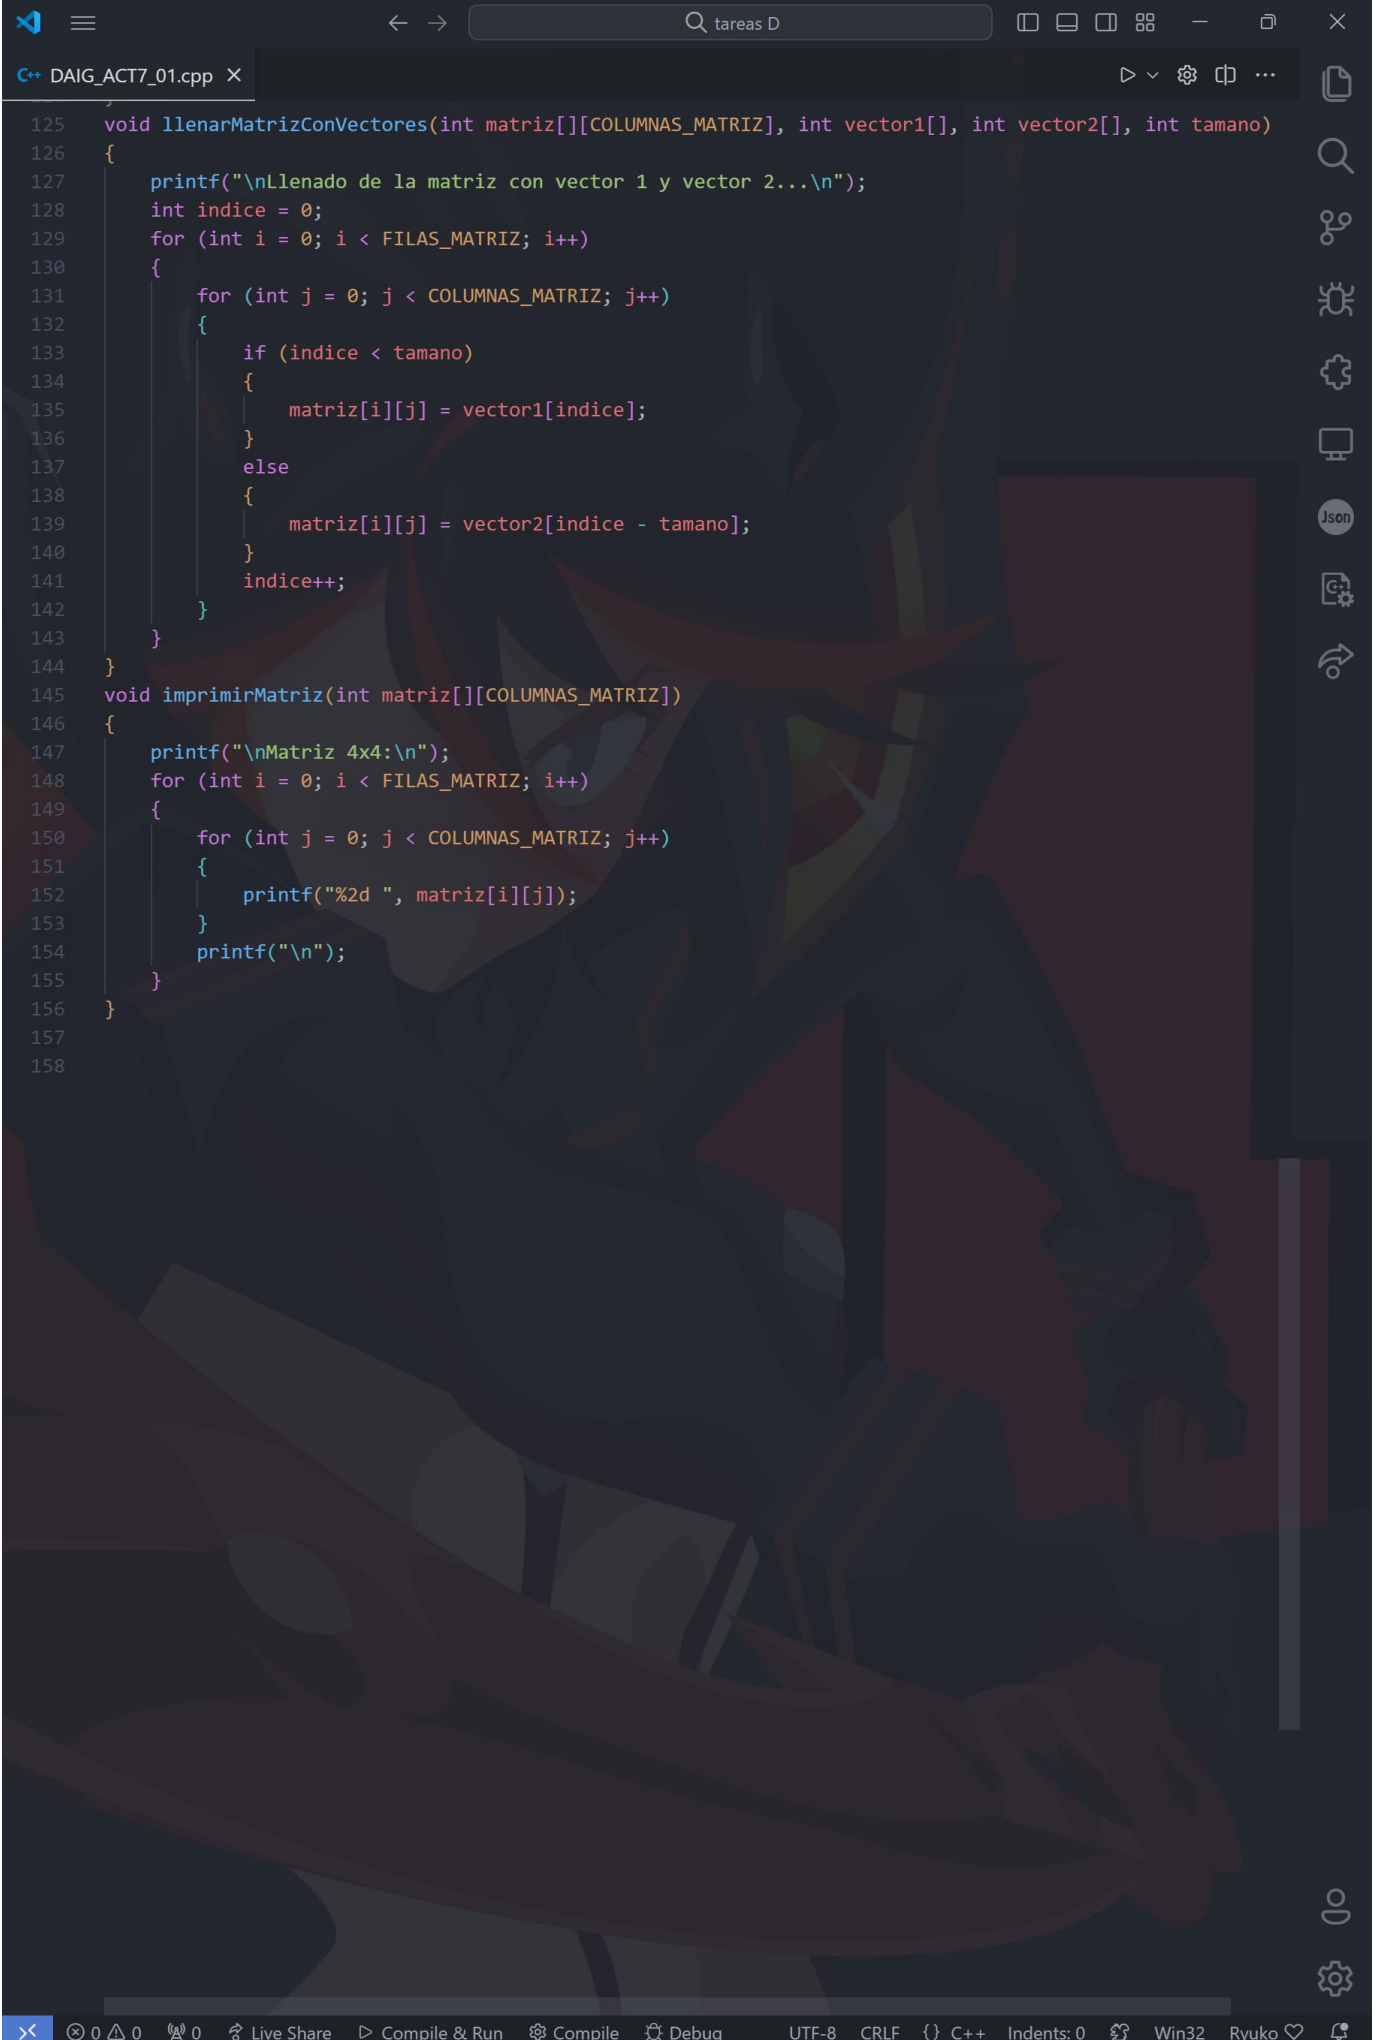 tareas D
C++ DAIG_ACT7_01.cpp
125 void llenarMatrizConVectores(int matriz[][COLUMNAS_MATRIZ], int vector1[], int vector2[], int tamano)
126 {
127     printf("\nLlenado de la matriz con vector 1 y vector 2...\n");
128     int indice = 0;
129     for (int i = 0; i < FILAS_MATRIZ; i++)
130     {
131         for (int j = 0; j < COLUMNAS_MATRIZ; j++)
132         {
133             if (indice < tamano)
134             {
135                 matriz[i][j] = vector1[indice];
136             }
137             else
138             {
139                 matriz[i][j] = vector2[indice - tamano];
140             }
141             indice++;
142         }
143     }
144 }
145 void imprimirMatriz(int matriz[][COLUMNAS_MATRIZ])
146 {
147     printf("\nMatriz 4x4:\n");
148     for (int i = 0; i < FILAS_MATRIZ; i++)
149     {
150         for (int j = 0; j < COLUMNAS_MATRIZ; j++)
151         {
152             printf("%2d ", matriz[i][j]);
153         }
154         printf("\n");
155     }
156 }
157
158
Json
C++
0 0 0 Live Share Compile & Run Compile Debug UTF-8 CRLF {} C++ Indents: 0 Win32 Ryuko